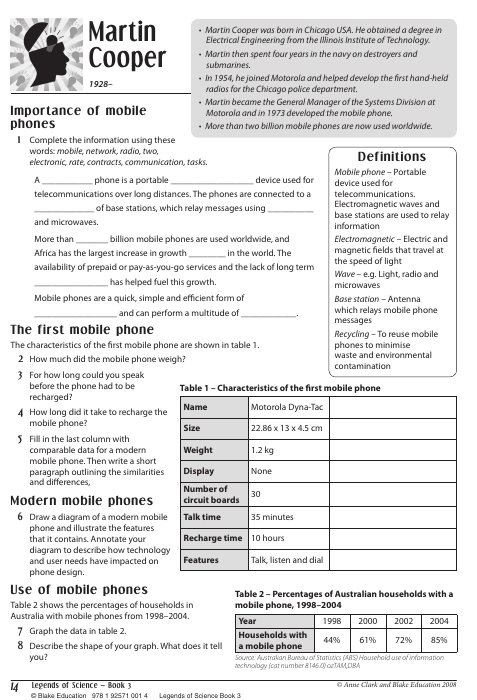 Martin
Cooper
1928–
• Martin Cooper was born in Chicago USA. He obtained a degree in
Electrical Engineering from the Illinois Institute of Technology.
• Martin then spent four years in the navy on destroyers and
submarines.
• In 1954, he joined Motorola and helped develop the first hand-held
radios for the Chicago police department.
• Martin became the General Manager of the Systems Division at
Motorola and in 1973 developed the mobile phone.
• More than two billion mobile phones are now used worldwide.
Importance of mobile
phones
1 Complete the information using these
words: mobile, network, radio, two,
electronic, rate, contracts, communication, tasks.
A __________ phone is a portable ________________ device used for
telecommunications over long distances. The phones are connected to a
____________ of base stations, which relay messages using _________
and microwaves.
More than ______ billion mobile phones are used worldwide, and
Africa has the largest increase in growth _______ in the world. The
availability of prepaid or pay-as-you-go services and the lack of long term
______________ has helped fuel this growth.
Mobile phones are a quick, simple and efficient form of
________________ and can perform a multitude of ___________.
Definitions
Mobile phone – Portable
device used for
telecommunications.
Electromagnetic waves and
base stations are used to relay
information
Electromagnetic – Electric and
magnetic fields that travel at
the speed of light
Wave – e.g. Light, radio and
microwaves
Base station – Antenna
which relays mobile phone
messages
Recycling – To reuse mobile
phones to minimise
waste and environmental
contamination
The first mobile phone
The characteristics of the first mobile phone are shown in table 1.
2 How much did the mobile phone weigh?
3 For how long could you speak
before the phone had to be
recharged?
4 How long did it take to recharge the
mobile phone?
5 Fill in the last column with
comparable data for a modern
mobile phone. Then write a short
paragraph outlining the similarities
and differences,
Table 1 – Characteristics of the first mobile phone
Name Motorola Dyna-Tac
Size 22.86 x 13 x 4.5 cm
Weight 1.2 kg
Display None
Number of
circuit boards 30
Talk time 35 minutes
Recharge time 10 hours
Features Talk, listen and dial
Modern mobile phones
6 Draw a diagram of a modern mobile
phone and illustrate the features
that it contains. Annotate your
diagram to describe how technology
and user needs have impacted on
phone design.
Use of mobile phones
Table 2 shows the percentages of households in
Australia with mobile phones from 1998–2004.
7 Graph the data in table 2.
8 Describe the shape of your graph. What does it tell
you?
Table 2 – Percentages of Australian households with a
mobile phone, 1998–2004
Year 1998 2000 2002 2004
Households with
a mobile phone 44% 61% 72% 85%
Source: Australian Bureau of Statistics (ABS) Household use of information
technology (cat number 8146.0) ozTAM,DBA
14 Legends of Science – Book 3
© Anne Clark and Blake Education 2008
© Blake Education 978 1 92571 001 4 Legends of Science Book 3